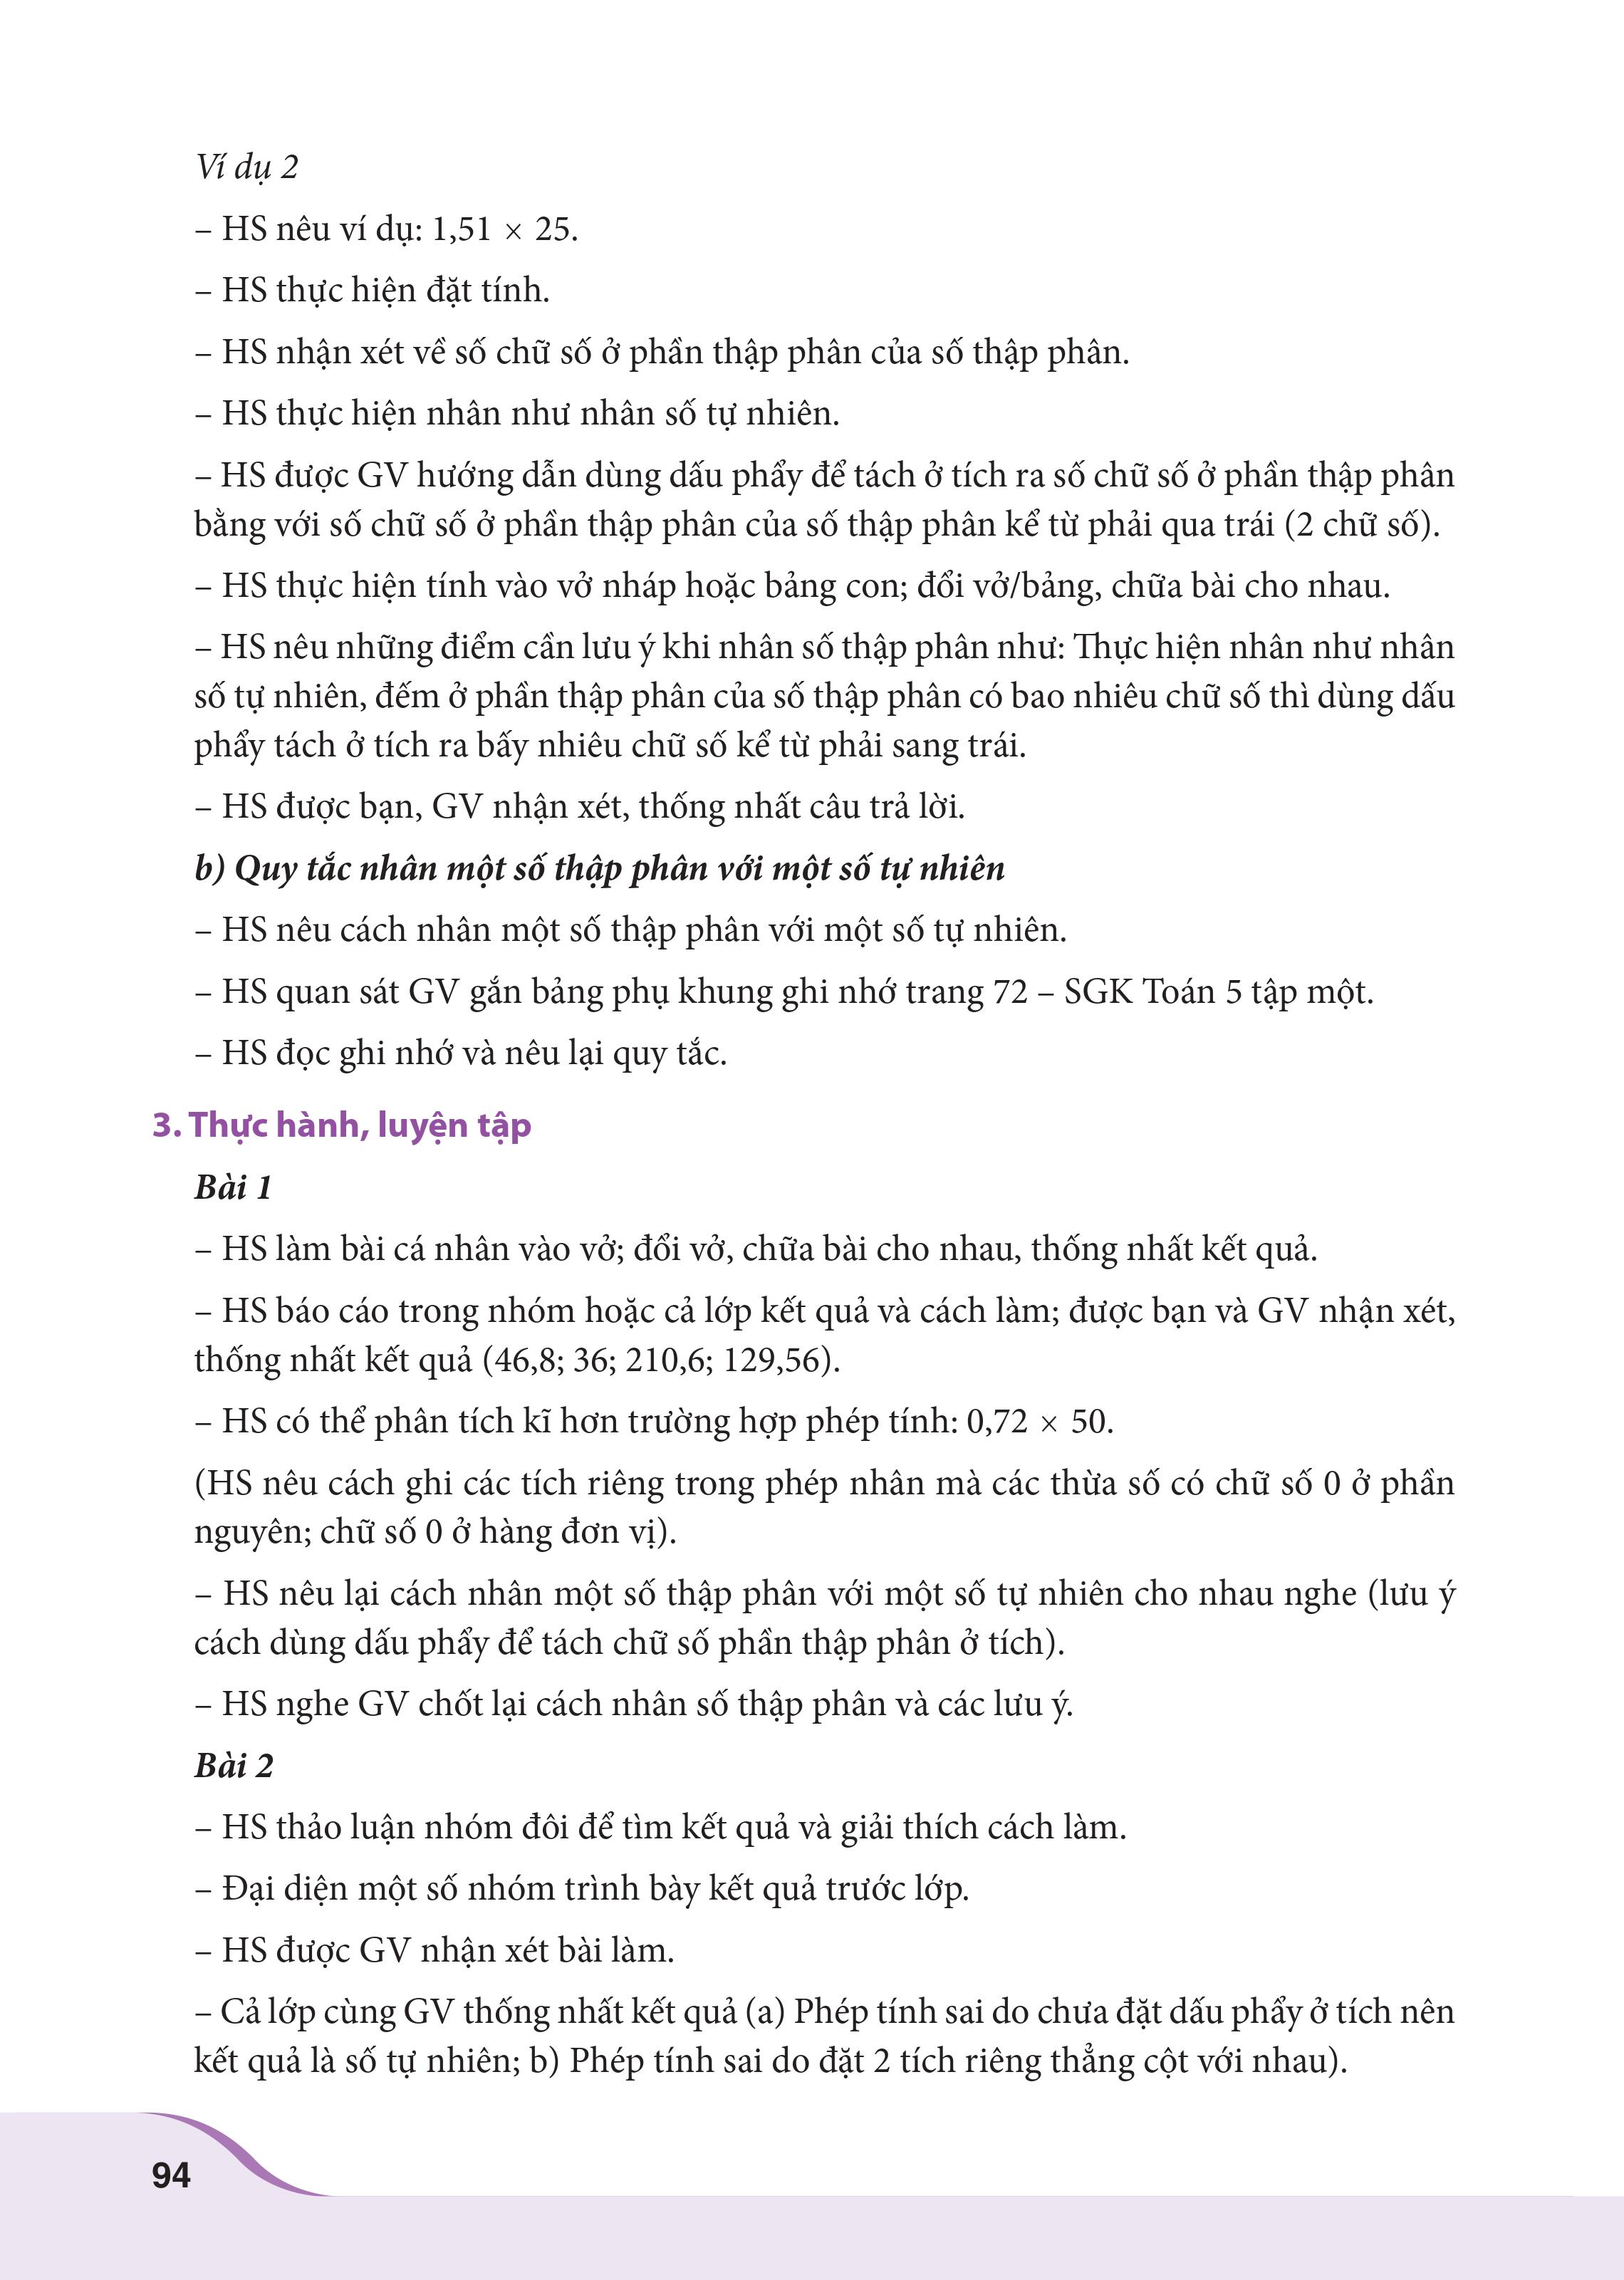 Ví dụ 2
– HS nêu ví dụ: 1,51 × 25.
– HS thực hiện đặt tính.
– HS nhận xét về số chữ số ở phần thập phân của số thập phân.
– HS thực hiện nhân như nhân số tự nhiên.
– HS được GV hướng dẫn dùng dấu phẩy để tách ở tích ra số chữ số ở phần thập phân
bằng với số chữ số ở phần thập phân của số thập phân kể từ phải qua trái (2 chữ số).
– HS thực hiện tính vào vở nháp hoặc bảng con; đổi vở/bảng, chữa bài cho nhau.
– HS nêu những điểm cần lưu ý khi nhân số thập phân như: Thực hiện nhân như nhân
số tự nhiên, đếm ở phần thập phân của số thập phân có bao nhiêu chữ số thì dùng dấu
phẩy tách ở tích ra bấy nhiêu chữ số kể từ phải sang trái.
– HS được bạn, GV nhận xét, thống nhất câu trả lời.
b) Quy tắc nhân một số thập phân với một số tự nhiên
– HS nêu cách nhân một số thập phân với một số tự nhiên.
– HS quan sát GV gắn bảng phụ khung ghi nhớ trang 72 – SGK Toán 5 tập một.
– HS đọc ghi nhớ và nêu lại quy tắc.
3. Thực hành, luyện tập
Bài 1
– HS làm bài cá nhân vào vở; đổi vở, chữa bài cho nhau, thống nhất kết quả.
– HS báo cáo trong nhóm hoặc cả lớp kết quả và cách làm; được bạn và GV nhận xét,
thống nhất kết quả (46,8; 36; 210,6; 129,56).
– HS có thể phân tích kĩ hơn trường hợp phép tính: 0,72 × 50.
(HS nêu cách ghi các tích riêng trong phép nhân mà các thừa số có chữ số 0 ở phần
nguyên; chữ số 0 ở hàng đơn vị).
– HS nêu lại cách nhân một số thập phân với một số tự nhiên cho nhau nghe (lưu ý
cách dùng dấu phẩy để tách chữ số phần thập phân ở tích).
– HS nghe GV chốt lại cách nhân số thập phân và các lưu ý.
Bài 2
– HS thảo luận nhóm đôi để tìm kết quả và giải thích cách làm.
– Đại diện một số nhóm trình bày kết quả trước lớp.
– HS được GV nhận xét bài làm.
– Cả lớp cùng GV thống nhất kết quả (a) Phép tính sai do chưa đặt dấu phẩy ở tích nên
kết quả là số tự nhiên; b) Phép tính sai do đặt 2 tích riêng thẳng cột với nhau).
94